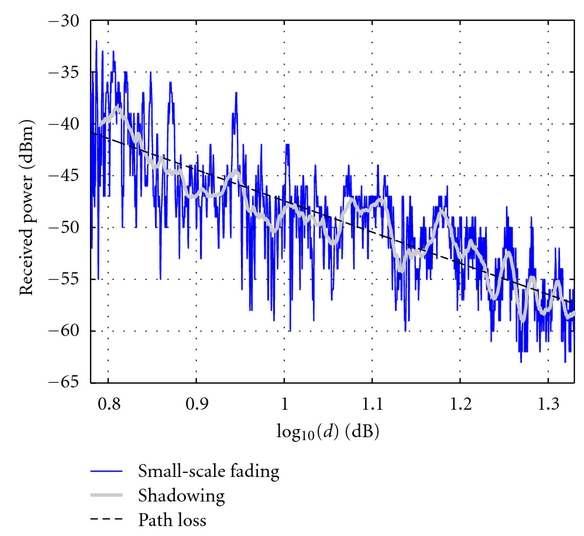 −30
−35
−40
−45
−50
−55
−60
−65
Received power (dBm)
0.8 0.9 1 1.1 1.2 1.3
log10(d) (dB)
Small-scale fading
Shadowing
Path loss